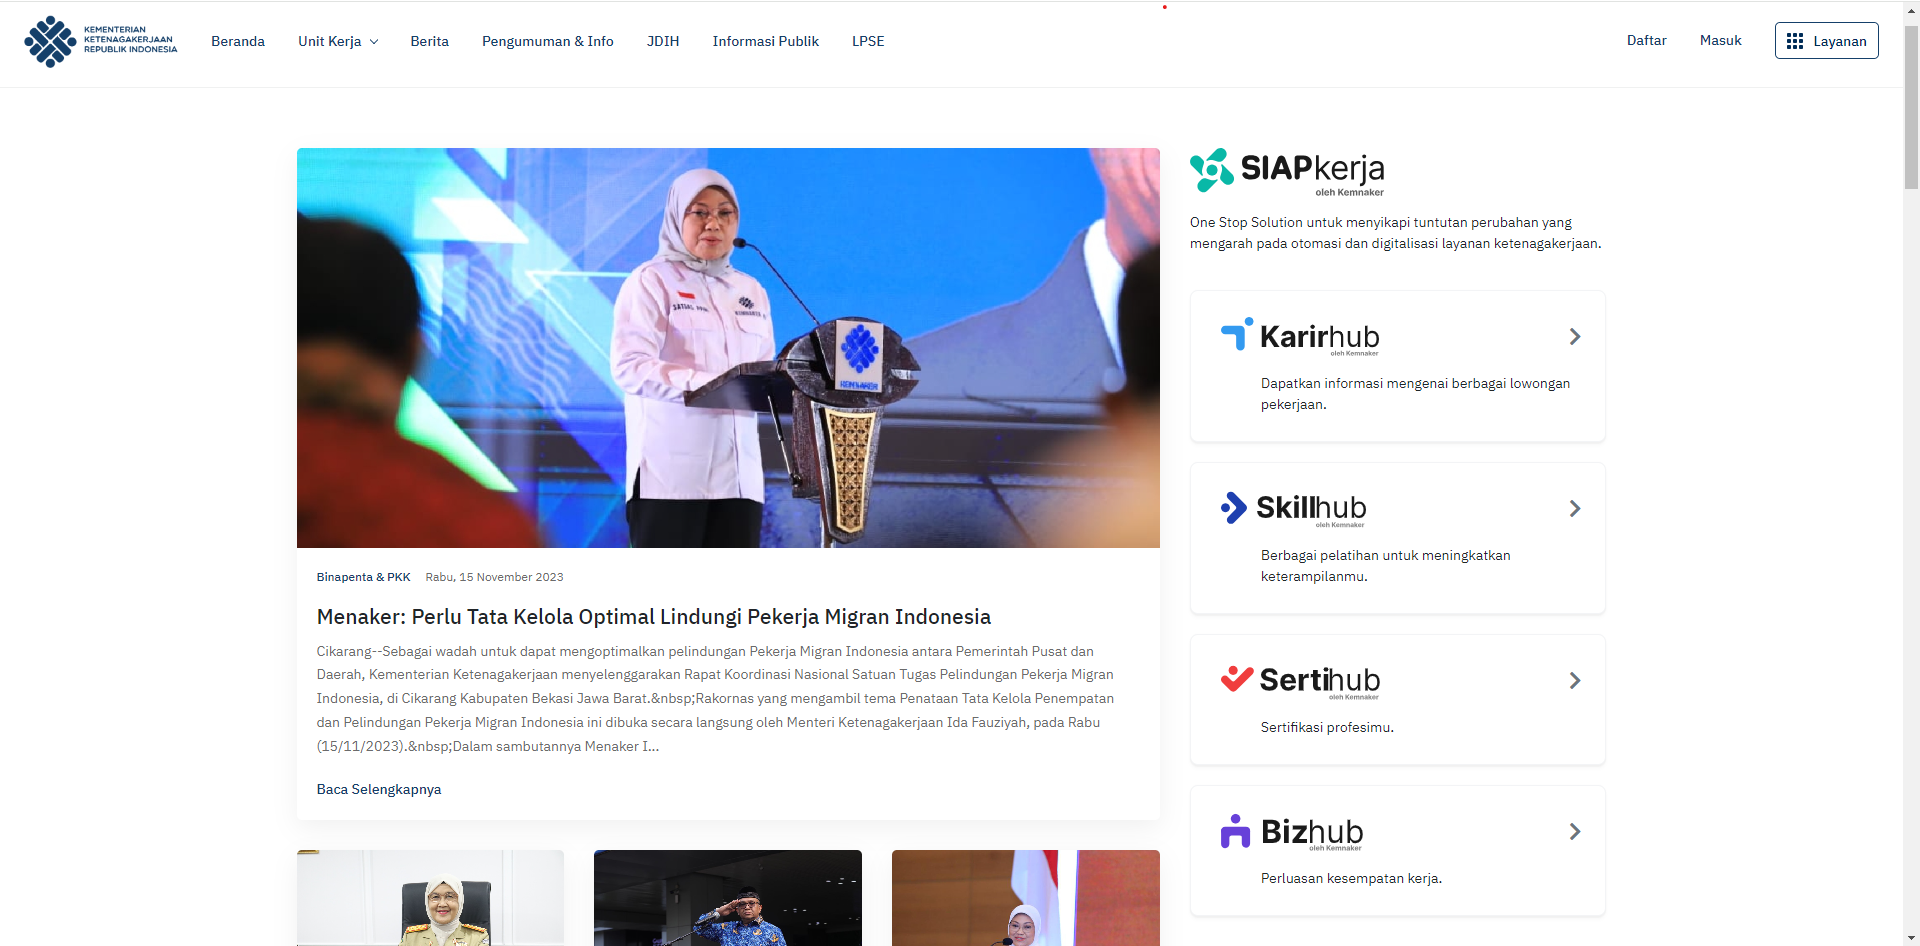 KEMENTERIAN
KETENAGAKERJAAN
REPUBLIK INDONESIA
Beranda
Unit Kerja
Berita
Pengumuman & Info
JDIH
Informasi Publik
LPSE
Daftar
Masuk
Layanan
KEMNAKER
Binapenta & PKK
Rabu, 15 November 2023
Menaker: Perlu Tata Kelola Optimal Lindungi Pekerja Migran Indonesia
Cikarang--Sebagai wadah untuk dapat mengoptimalkan pelindungan Pekerja Migran Indonesia antara Pemerintah Pusat dan
Daerah, Kementerian Ketenagakerjaan menyelenggarakan Rapat Koordinasi Nasional Satuan Tugas Pelindungan Pekerja Migran
Indonesia, di Cikarang Kabupaten Bekasi Jawa Barat.&nbsp;Rakornas yang mengambil tema Penataan Tata Kelola Penempatan
dan Pelindungan Pekerja Migran Indonesia ini dibuka secara langsung oleh Menteri Ketenagakerjaan Ida Fauziyah, pada Rabu
(15/11/2023).&nbsp;Dalam sambutannya Menaker I...
Baca Selengkapnya
SIAPkerja
oleh Kemnaker
One Stop Solution untuk menyikapi tuntutan perubahan yang
mengarah pada otomasi dan digitalisasi layanan ketenagakerjaan.
Karirhub
oleh Kemnaker
Dapatkan informasi mengenai berbagai lowongan
pekerjaan.
Skillhub
oleh Kemnaker
Berbagai pelatihan untuk meningkatkan
keterampilanmu.
Sertihub
oleh Kemnaker
Sertifikasi profesimu.
Bizhub
oleh Kemnaker
Perluasan kesempatan kerja.